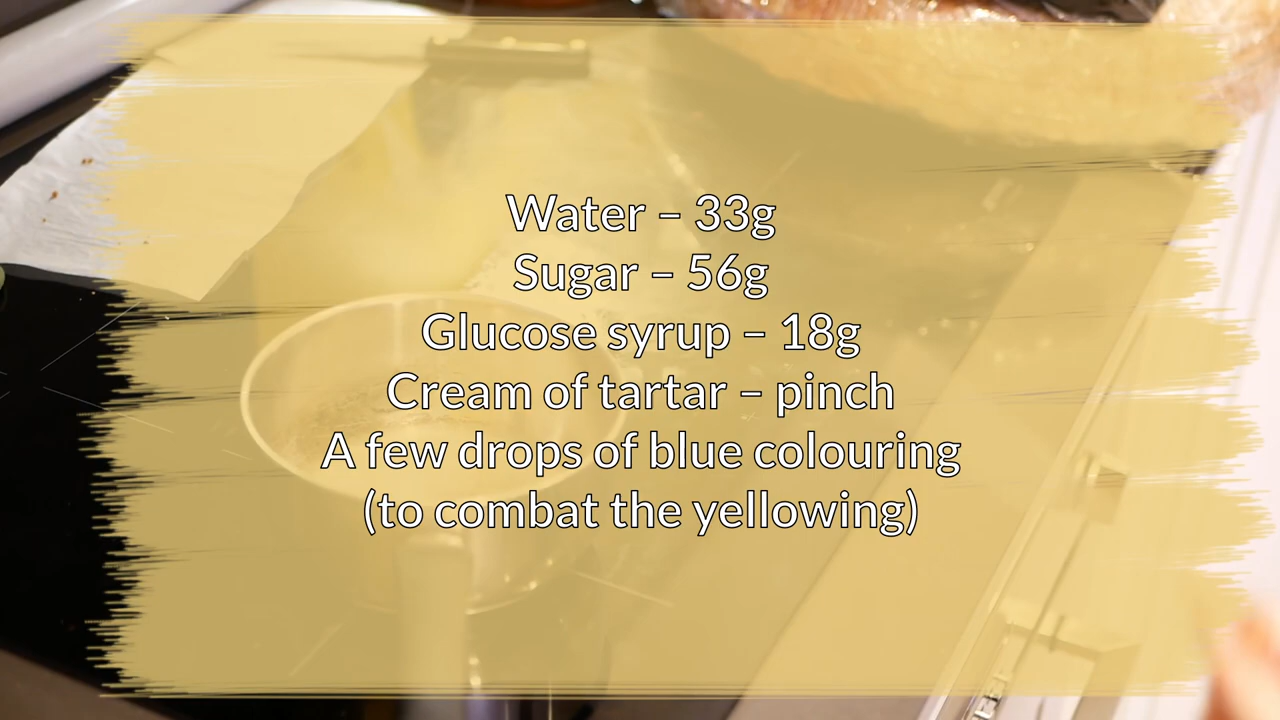 Water – 33g
Sugar – 56g
Glucose syrup – 18g
Cream of tartar – pinch
A few drops of blue colouring
(to combat the yellowing)